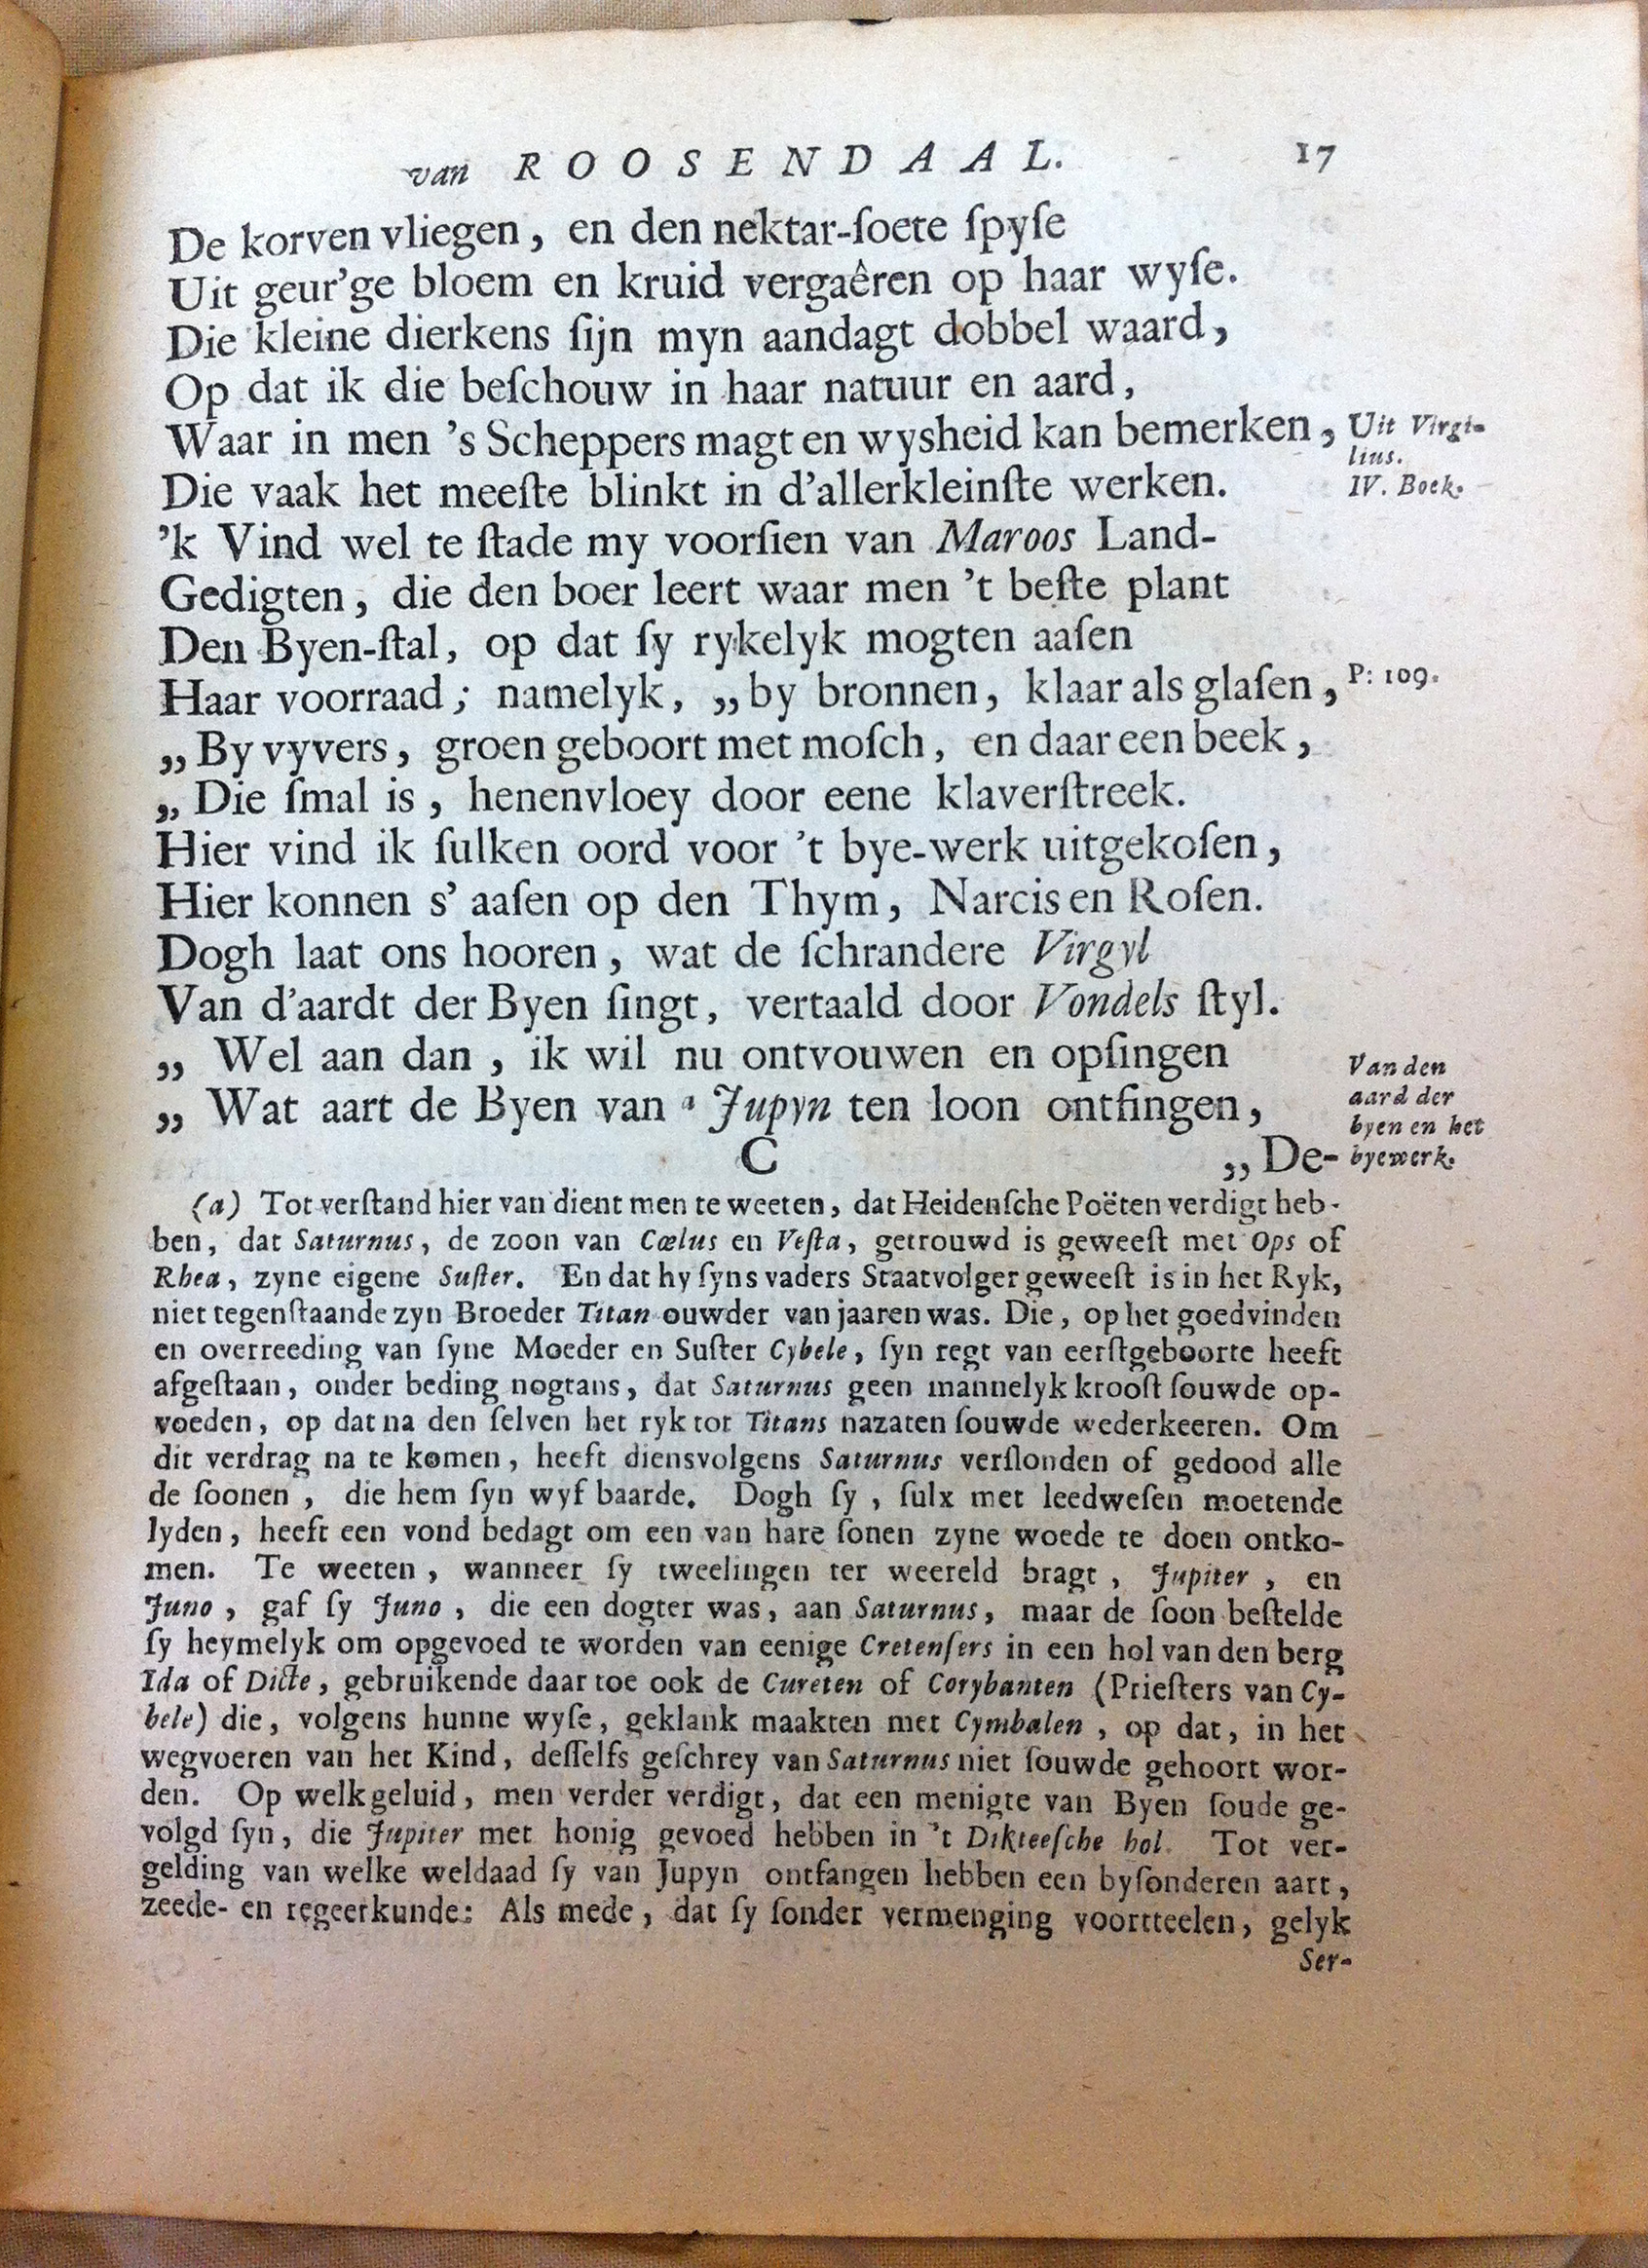 van ROOSENDAAL. 17
De korven vliegen, en den nektar-ſoete ſpyſe
Uit geur'ge bloem en kruid vergaêren op haar wyſe.
Die kleine dierkens ſijn myn aandagt dobbel waard,
Op dat ik die beſchouw in haar natuur en aard,
Waar in men 's Scheppers magt en wysheid kan bemerken,
Uit Virgi-
lius.
IV. Boek.
Die vaak het meeſte blinkt in d'allerkleinſte werken.
'k Vind wel te ſtade my voorſien van Maroos Land-
Gedigten, die den boer leert waar men 't beſte plant
Den Byen-ſtal, op dat ſy rykelyk mogten aaſen
Haar voorraad; namelyk, „by bronnen, klaar als glaſen,
P: 109.
„By vyvers, groen geboort met moſch, en daar een beek,
„Die ſmal is, henenvloey door eene klaverſtreek.
Hier vind ik ſulken oord voor 't bye-werk uitgekoſen,
Hier konnen s' aaſen op den Thym, Narcis en Roſen.
Dogh laat ons hooren, wat de ſchrandere Virgyl
Van d'aardt der Byen ſingt, vertaald door Vondels ſtyl.
„ Wel aan dan, ik wil nu ontvouwen en opſingen
„ Wat aart de Byen van a Jupyn ten loon ontfingen,
Van den
aard der
byen en het
byewerk.
C „De-
(a) Tot verſtand hier van dient men te weeten, dat Heidenſche Poëten verdigt heb-
ben, dat Saturnus, de zoon van Cœlus en Veſta, getrouwd is geweeſt met Ops of
Rhea, zyne eigene Suſter. En dat hy ſyns vaders Staatvolger geweeſt is in het Ryk,
niet tegenſtaande zyn Broeder Titan ouwder van jaaren was. Die, op het goedvinden
en overreeding van ſyne Moeder en Suſter Cybele, ſyn regt van eerſtgeboorte heeft
afgeſtaan, onder beding nogtans, dat Saturnus geen mannelyk krooſt ſouwde op-
voeden, op dat na den ſelven het ryk tot Titans nazaten ſouwde wederkeeren. Om
dit verdrag na te komen, heeft diensvolgens Saturnus verſlonden of gedood alle
de ſoonen, die hem ſyn wyf baarde. Dogh ſy, ſulx met leedweſen moetende
lyden, heeft een vond bedagt om een van hare ſonen zyne woede te doen ontko-
men. Te weeten, wanneer ſy tweelingen ter weereld bragt, Jupiter, en
Juno, gaf ſy Juno, die een dogter was, aan Saturnus, maar de ſoon beſtelde
ſy heymelyk om opgevoed te worden van eenige Cretenſers in een hol van den berg
Ida of Dicte, gebruikende daar toe ook de Cureten of Corybanten (Prieſters van Cy-
bele) die, volgens hunne wyſe, geklank maakten met Cymbalen, op dat, in het
wegvoeren van het Kind, deſſelfs geſchrey van Saturnus niet ſouwde gehoort wor-
den. Op welk geluid, men verder verdigt, dat een menigte van Byen ſoude ge-
volgd ſyn, die Jupiter met honig gevoed hebben in 't Dikteeſche hol. Tot ver-
gelding van welke weldaad ſy van Jupyn ontfangen hebben een byſonderen aart,
zeede- en regeerkunde: Als mede, dat ſy ſonder vermenging voortteelen, gelyk
Ser-